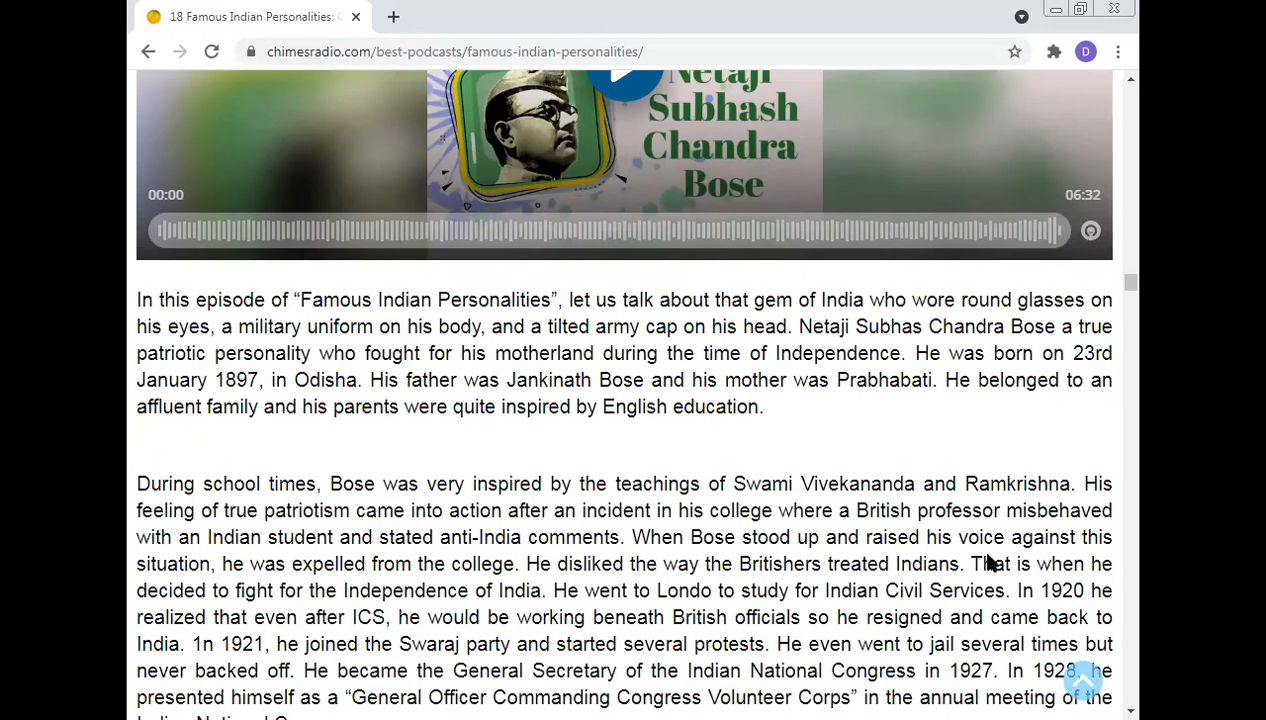 18 Famous Indian Personalities:
chimesradio.com/best-podcasts/famous-indian-personalities/
D
Netaji
Subhash
Chandra
Bose
00:00
06:32
In this episode of “Famous Indian Personalities”, let us talk about that gem of India who wore round glasses on
his eyes, a military uniform on his body, and a tilted army cap on his head. Netaji Subhas Chandra Bose a true
patriotic personality who fought for his motherland during the time of Independence. He was born on 23rd
January 1897, in Odisha. His father was Jankinath Bose and his mother was Prabhabati. He belonged to an
affluent family and his parents were quite inspired by English education.
During school times, Bose was very inspired by the teachings of Swami Vivekananda and Ramkrishna. His
feeling of true patriotism came into action after an incident in his college where a British professor misbehaved
with an Indian student and stated anti-India comments. When Bose stood up and raised his voice against this
situation, he was expelled from the college. He disliked the way the Britishers treated Indians. That is when he
decided to fight for the Independence of India. He went to Londo to study for Indian Civil Services. In 1920 he
realized that even after ICS, he would be working beneath British officials so he resigned and came back to
India. 1n 1921, he joined the Swaraj party and started several protests. He even went to jail several times but
never backed off. He became the General Secretary of the Indian National Congress in 1927. In 1928, he
presented himself as a “General Officer Commanding Congress Volunteer Corps” in the annual meeting of the